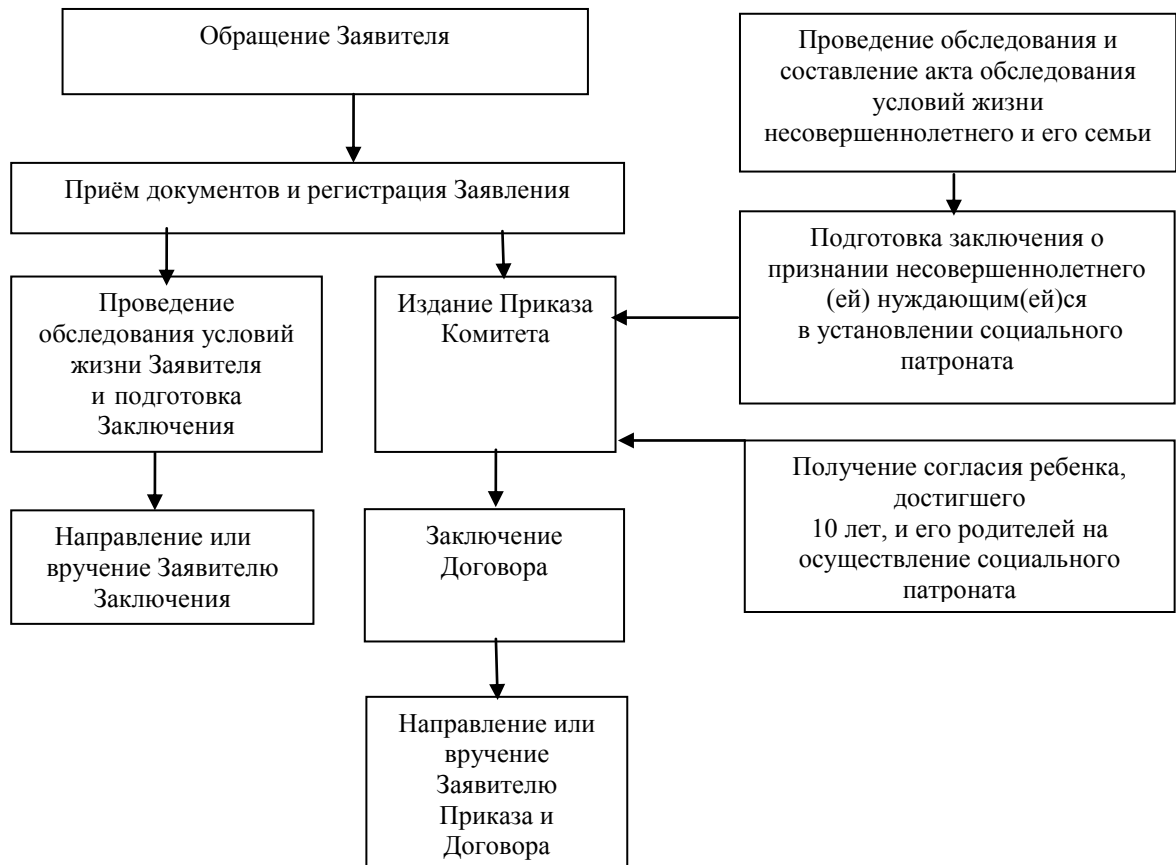 Обращение Заявителя
Проведение обследования и
составление акта обследования
условий жизни
несовершеннолетнего и его семьи
Приём документов и регистрация Заявления
Подготовка заключения о
признании несовершеннолетнего
(ей) нуждающим(ей)ся
в установлении социального
патроната
Проведение
обследования условий
жизни Заявителя
и подготовка
Заключения
Издание Приказа
Комитета
Получение согласия ребенка,
достигшего
10 лет, и его родителей на
осуществление социального
патроната
Направление или
вручение Заявителю
Заключения
Заключение
Договора
Направление или
вручение
Заявителю
Приказа и
Договора